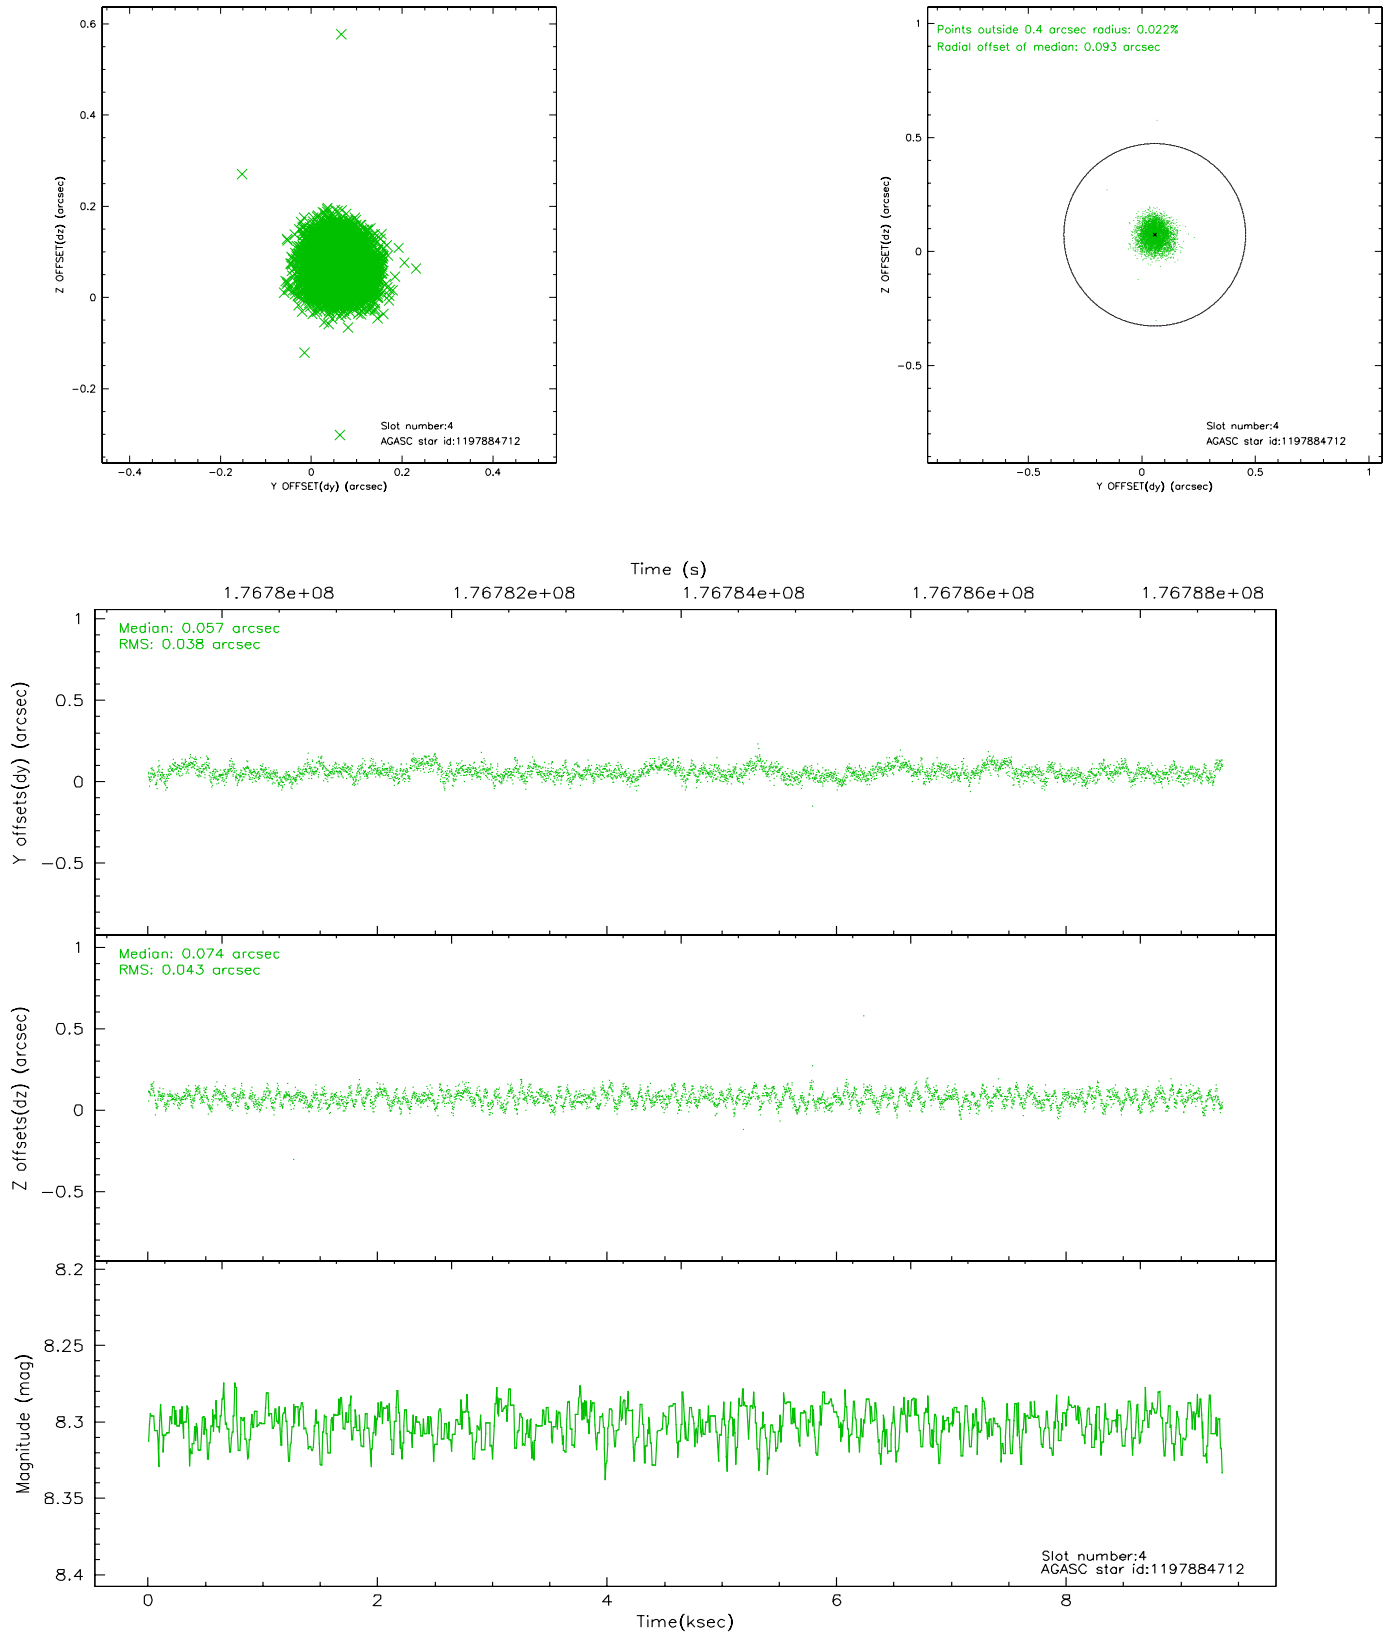 0.6
0.4
0.2
0
−0.2
Z OFFSET(dz) (arcsec)
Slot number:4
AGASC star id:1197884712
−0.4 −0.2 0 0.2 0.4
Y OFFSET(dy) (arcsec)
Points outside 0.4 arcsec radius: 0.022%
Radial offset of median: 0.093 arcsec
1
0.5
0
−0.5
Z OFFSET(dz) (arcsec)
Slot number:4
AGASC star id:1197884712
−0.5 0 0.5 1
Y OFFSET(dy) (arcsec)
Time (s)
1.7678e+08 1.76782e+08 1.76784e+08 1.76786e+08 1.76788e+08
Median: 0.057 arcsec
RMS: 0.038 arcsec
1
0.5
0
−0.5
Y offsets(dy) (arcsec)
Median: 0.074 arcsec
RMS: 0.043 arcsec
1
0.5
0
−0.5
Z offsets(dz) (arcsec)
8.2
8.25
8.3
8.35
8.4
Magnitude (mag)
Slot number:4
AGASC star id:1197884712
0 2 4 6 8
Time(ksec)